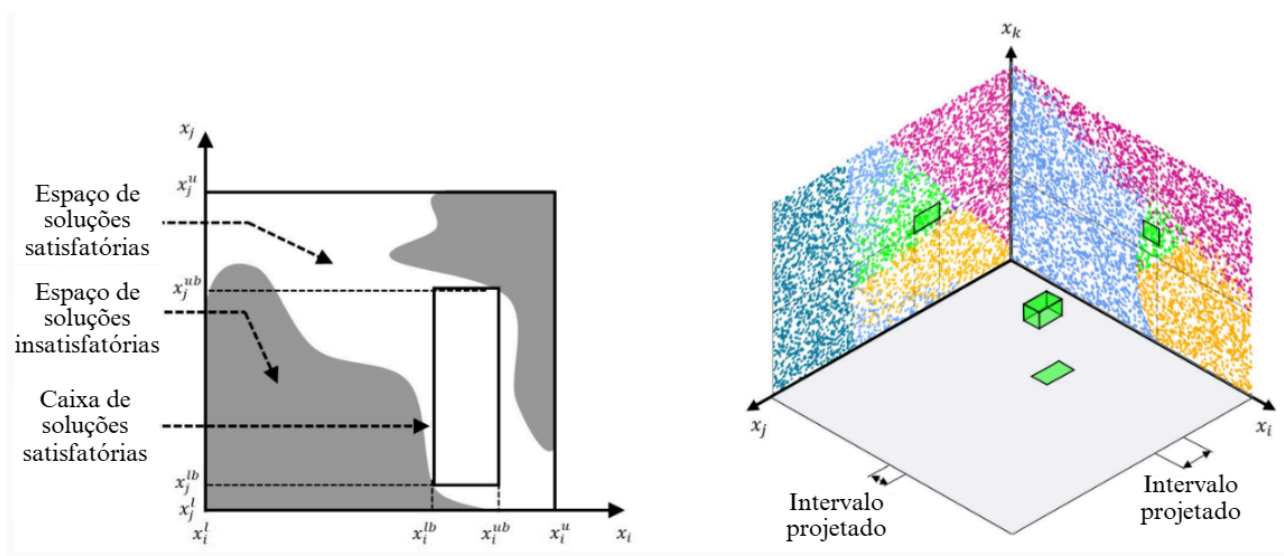 x_j
x_j^u
Espaço de
soluções
satisfatórias
x_j^{ub}
Espaço de
soluções
insatisfatórias
Caixa de
soluções
satisfatórias
x_j^{lb}
x_j^l
x_i^l
x_i^{lb}
x_i^{ub}
x_i^u
x_i
x_k
x_j
x_i
Intervalo
projetado
Intervalo
projetado